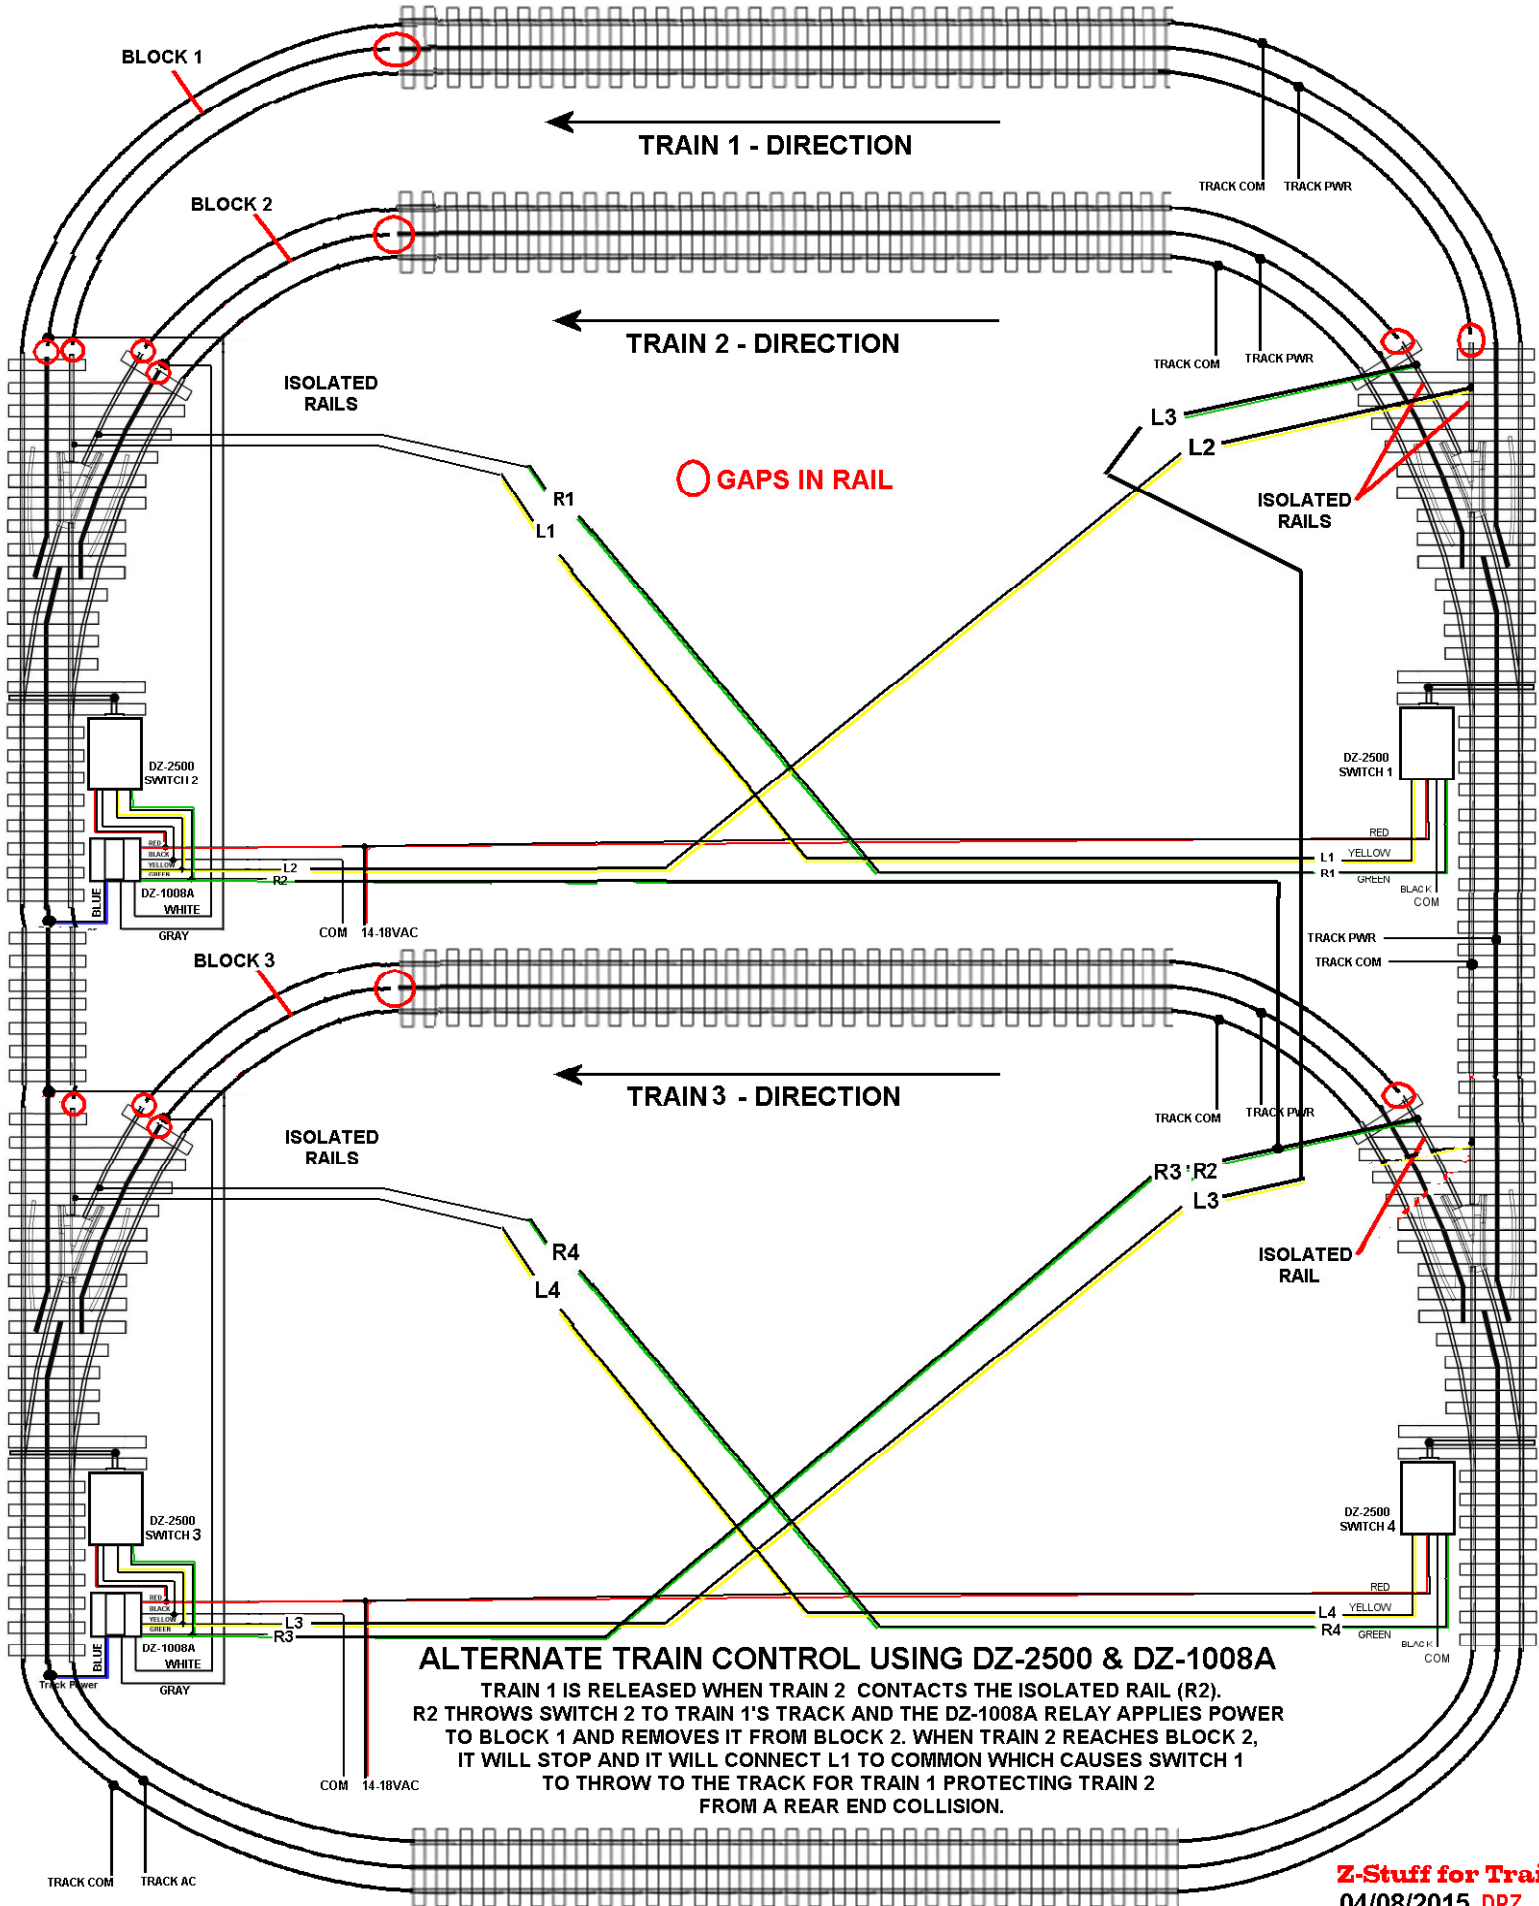 BLOCK 1
TRAIN 1 - DIRECTION
TRACK COM
TRACK PWR
BLOCK 2
TRAIN 2 - DIRECTION
TRACK COM
TRACK PWR
ISOLATED
RAILS
L3
L2
GAPS IN RAIL
R1
L1
ISOLATED
RAILS
DZ-2500
SWITCH 2
DZ-2500
SWITCH 1
RED
BLACK
YELLOW
GREEN
L2
R2
BLUE
DZ-1008A
WHITE
GRAY
COM
14-18VAC
RED
L1
YELLOW
R1
GREEN
BLACK
COM
TRACK PWR
TRACK COM
BLOCK 3
TRAIN 3 - DIRECTION
TRACK COM
TRACK PWR
ISOLATED
RAILS
R3
R2
L3
R4
L4
ISOLATED
RAIL
DZ-2500
SWITCH 3
DZ-2500
SWITCH 4
RED
BLACK
YELLOW
GREEN
L3
R3
BLUE
DZ-1008A
WHITE
Track Power
GRAY
COM
14-18VAC
RED
L4
YELLOW
R4
GREEN
BLACK
COM
ALTERNATE TRAIN CONTROL USING DZ-2500 & DZ-1008A
TRAIN 1 IS RELEASED WHEN TRAIN 2 CONTACTS THE ISOLATED RAIL (R2).
R2 THROWS SWITCH 2 TO TRAIN 1'S TRACK AND THE DZ-1008A RELAY APPLIES POWER
TO BLOCK 1 AND REMOVES IT FROM BLOCK 2. WHEN TRAIN 2 REACHES BLOCK 2,
IT WILL STOP AND IT WILL CONNECT L1 TO COMMON WHICH CAUSES SWITCH 1
TO THROW TO THE TRACK FOR TRAIN 1 PROTECTING TRAIN 2
FROM A REAR END COLLISION.
TRACK COM
TRACK AC
Z-Stuff for Trai
04/08/2015 DPZ